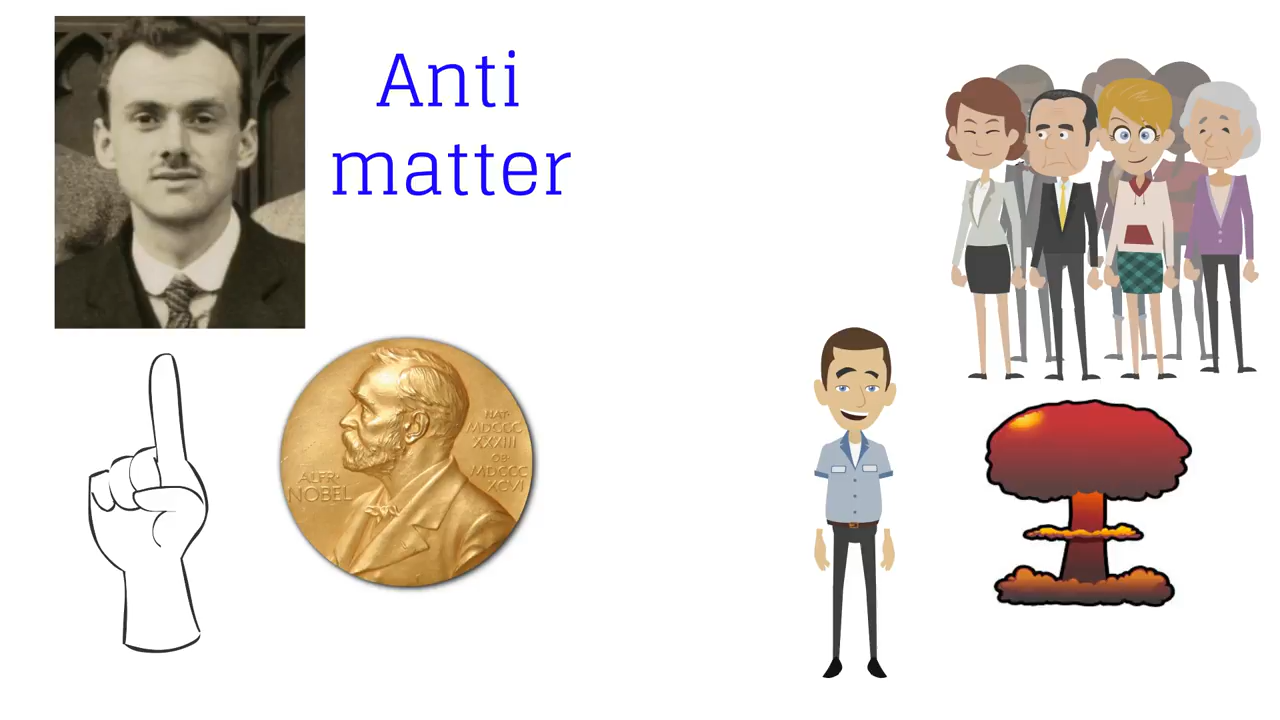 Anti
matter
ALFR·
NOBEL
NAT·
MDCCC
XXXIII
OB·
MDCCC
XCVI